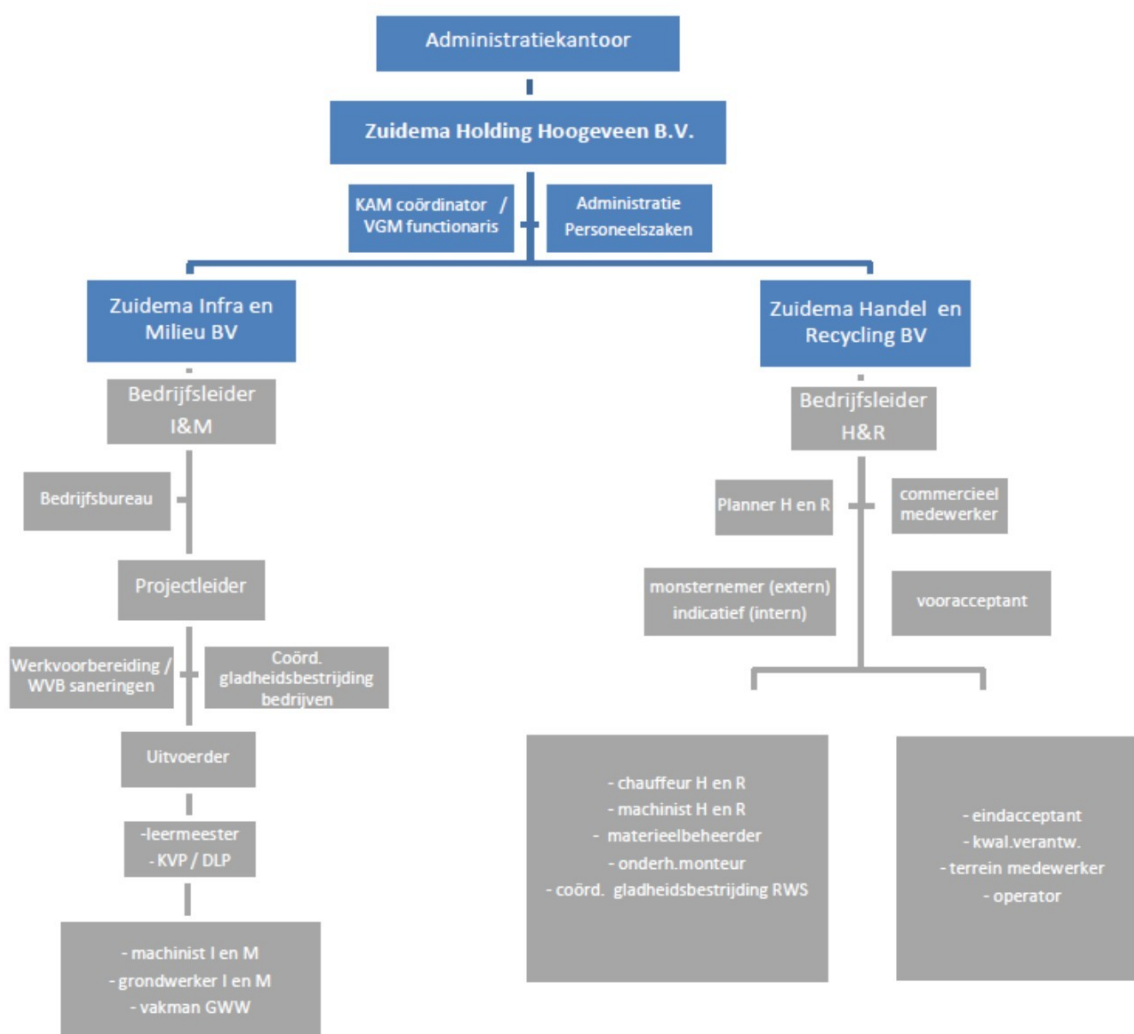 Administratiekantoor
Zuidema Holding Hoogeveen B.V.
KAM coördinator /
VGM functionaris
Administratie
Personeelszaken
Zuidema Infra en
Milieu BV
Zuidema Handel en
Recycling BV
Bedrijfsleider
I&M
Bedrijfsleider
H&R
Bedrijfsbureau
Planner H en R
commercieel
medewerker
Projectleider
monsternemer (extern)
indicatief (intern)
vooracceptant
Werkvoorbereiding /
WVB saneringen
Coörd.
gladheidsbestrijding
bedrijven
Uitvoerder
-leermeester
- KVP / DLP
- machinist I en M
- grondwerker I en M
- vakman GWW
- chauffeur H en R
- machinist H en R
- materieelbeheerder
- onderh.monteur
- coörd. gladheidsbestrijding RWS
- eindacceptant
- kwal.verantw.
- terrein medewerker
- operator